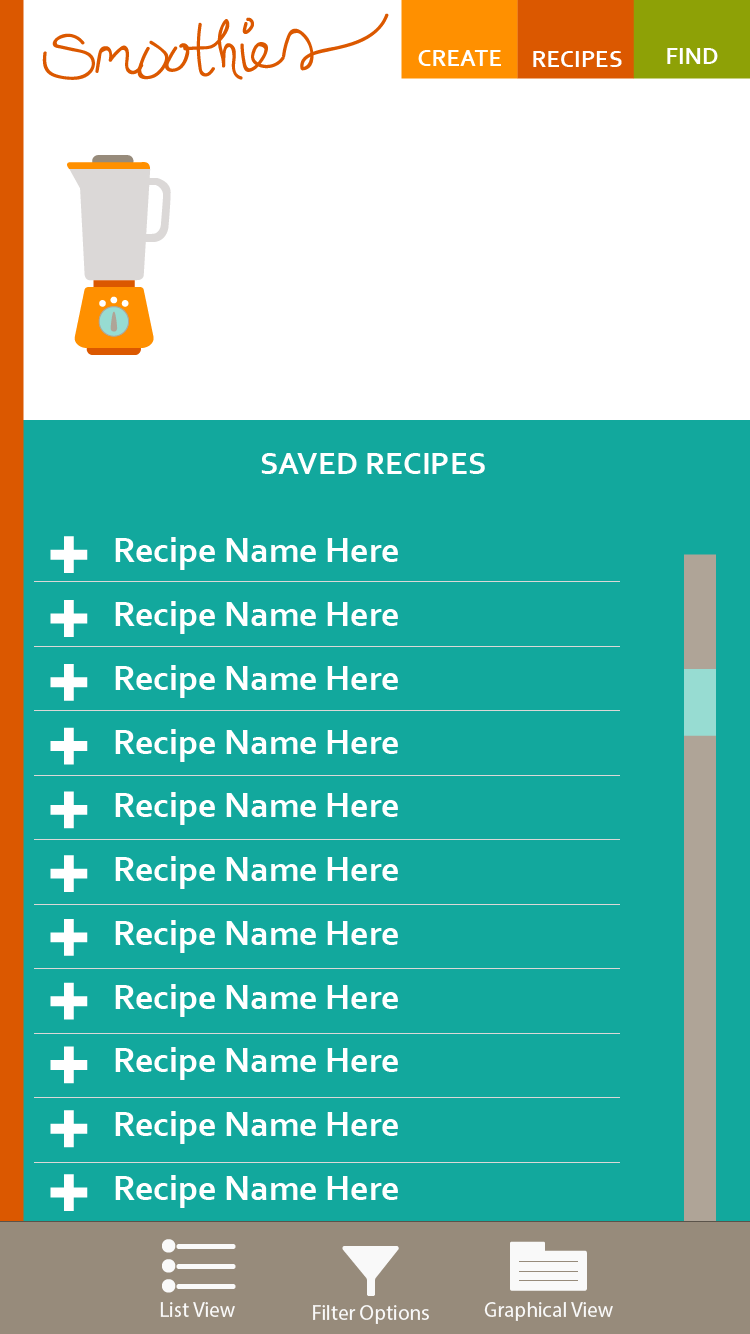 Smoothies
CREATE
RECIPES
FIND
SAVED RECIPES
Recipe Name Here
Recipe Name Here
Recipe Name Here
Recipe Name Here
Recipe Name Here
Recipe Name Here
Recipe Name Here
Recipe Name Here
Recipe Name Here
Recipe Name Here
Recipe Name Here
List View
Filter Options
Graphical View